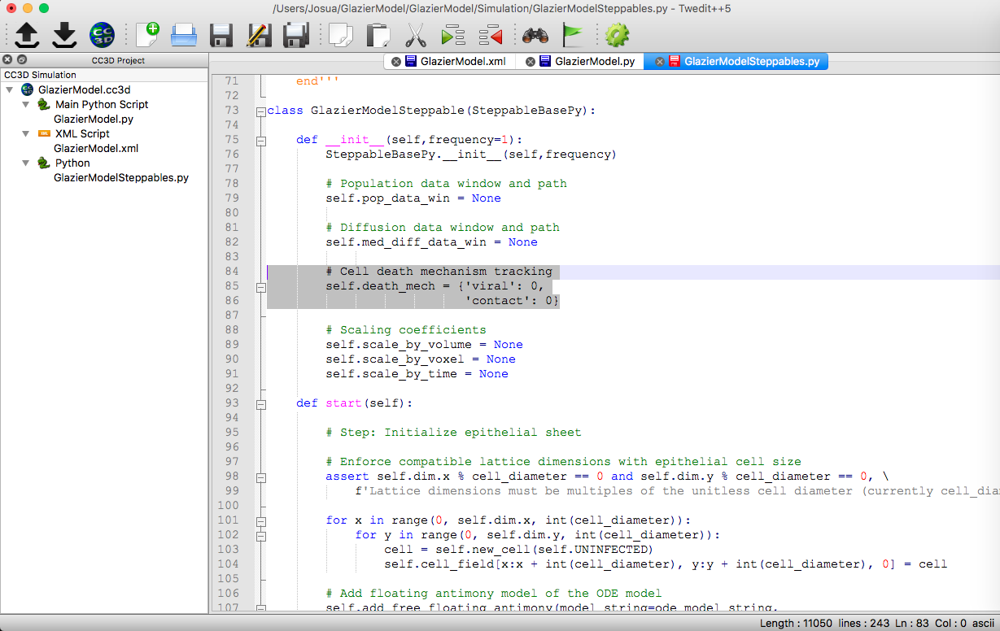 /Users/Josua/GlazierModel/GlazierModel/Simulation/GlazierModelSteppables.py - Twedit++5
CC3D Project
CC3D Simulation
GlazierModel.cc3d
Main Python Script
GlazierModel.py
XML Script
GlazierModel.xml
Python
GlazierModelSteppables.py
GlazierModel.xml GlazierModel.py GlazierModelSteppables.py
71 end'''
72
73 class GlazierModelSteppable(SteppableBasePy):
74
75 def __init__(self,frequency=1):
76 SteppableBasePy.__init__(self,frequency)
77
78 # Population data window and path
79 self.pop_data_win = None
80
81 # Diffusion data window and path
82 self.med_diff_data_win = None
83
84 # Cell death mechanism tracking
85 self.death_mech = {'viral': 0,
86 'contact': 0}
87
88 # Scaling coefficients
89 self.scale_by_volume = None
90 self.scale_by_voxel = None
91 self.scale_by_time = None
92
93 def start(self):
94
95 # Step: Initialize epithelial sheet
96
97 # Enforce compatible lattice dimensions with epithelial cell size
98 assert self.dim.x % cell_diameter == 0 and self.dim.y % cell_diameter == 0, \
99 f'Lattice dimensions must be multiples of the unitless cell diameter (currently cell_dia
100
101 for x in range(0, self.dim.x, int(cell_diameter)):
102 for y in range(0, self.dim.y, int(cell_diameter)):
103 cell = self.new_cell(self.UNINFECTED)
104 self.cell_field[x:x + int(cell_diameter), y:y + int(cell_diameter), 0] = cell
105
106 # Add floating antimony model of the ODE model
107 self.add_free_floating_antimony(model_string=ode_model_string,
Length : 11050 lines : 243 Ln : 83 Col : 0 ascii